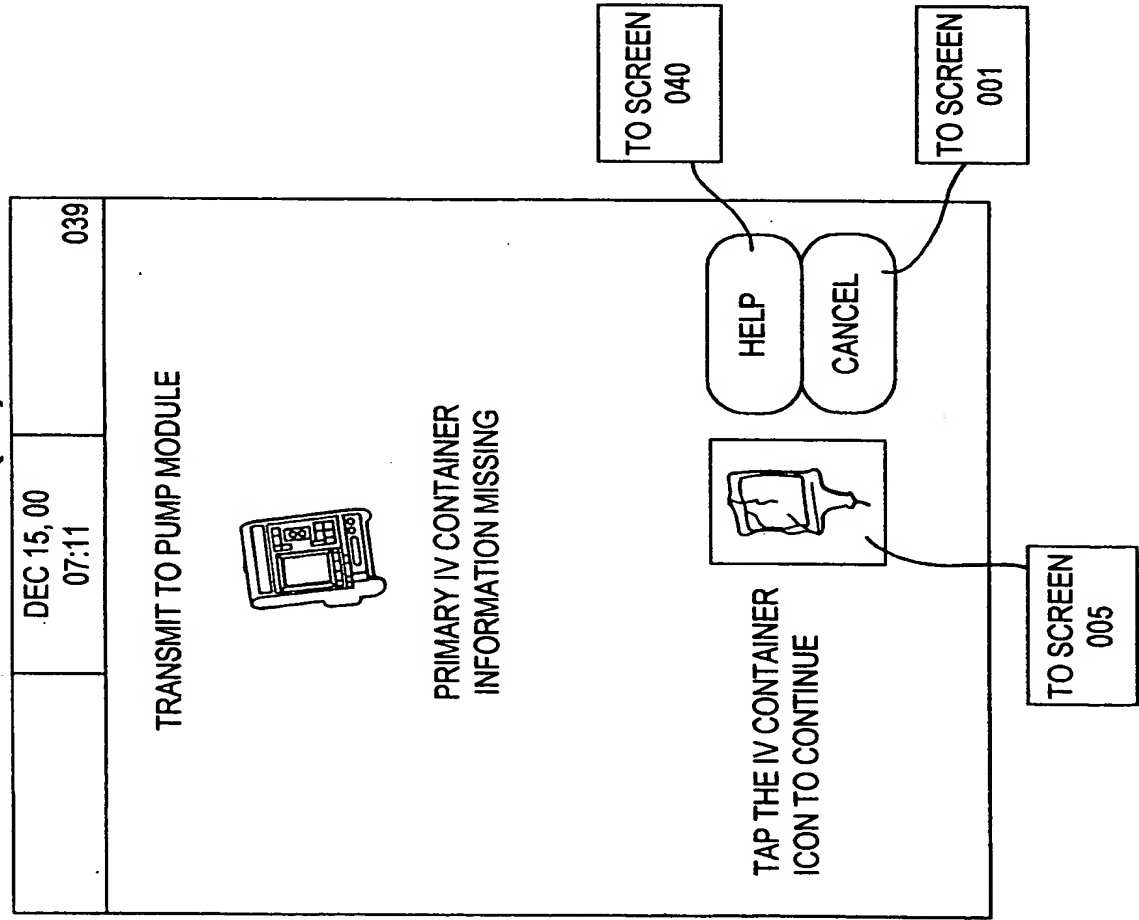 DEC 15, 00
07:11
039
TRANSMIT TO PUMP MODULE
PRIMARY IV CONTAINER
INFORMATION MISSING
TAP THE IV CONTAINER
ICON TO CONTINUE
HELP
CANCEL
TO SCREEN
040
TO SCREEN
001
TO SCREEN
005